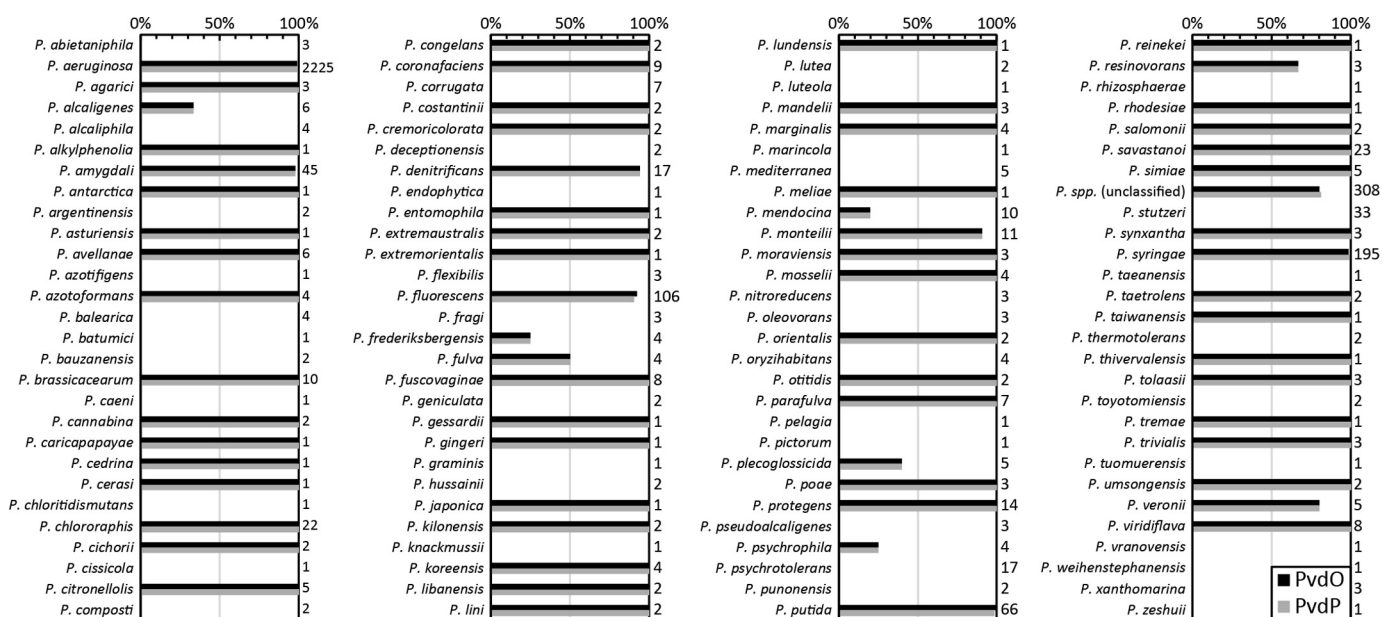 0% 50% 100%
P. abietaniphila 3
P. aeruginosa 2225
P. agarici 3
P. alcaligenes 6
P. alcaliphila 4
P. alkylphenolia 1
P. amygdali 45
P. antarctica 1
P. argentinensis 2
P. asturiensis 1
P. avellanae 6
P. azotifigens 1
P. azotoformans 4
P. balearica 4
P. batumici 1
P. bauzanensis 2
P. brassicacearum 10
P. caeni 1
P. cannabina 2
P. caricapapayae 1
P. cedrina 1
P. cerasi 1
P. chloritidismutans 1
P. chlororaphis 22
P. cichorii 2
P. cissicola 1
P. citronellolis 5
P. composti 2
0% 50% 100%
P. congelans 2
P. coronafaciens 9
P. corrugata 7
P. costantinii 2
P. cremoricolorata 2
P. deceptionensis 2
P. denitrificans 17
P. endophytica 1
P. entomophila 1
P. extremaustralis 2
P. extremorientalis 1
P. flexibilis 3
P. fluorescens 106
P. fragi 3
P. frederiksbergensis 4
P. fulva 4
P. fuscovaginae 8
P. geniculata 2
P. gessardii 1
P. gingeri 1
P. graminis 1
P. hussainii 2
P. japonica 1
P. kilonensis 2
P. knackmussii 1
P. koreensis 4
P. libanensis 2
P. lini 2
0% 50% 100%
P. lundensis 1
P. lutea 2
P. luteola 1
P. mandelii 3
P. marginalis 4
P. marincola 1
P. mediterranea 5
P. meliae 1
P. mendocina 10
P. monteilii 11
P. moraviensis 3
P. mosselii 4
P. nitroreducens 3
P. oleovorans 3
P. orientalis 2
P. oryzihabitans 4
P. otitidis 2
P. parafulva 7
P. pelagia 1
P. pictorum 1
P. plecoglossicida 5
P. poae 3
P. protegens 14
P. pseudoalcaligenes 3
P. psychrophila 4
P. psychrotolerans 17
P. punonensis 2
P. putida 66
0% 50% 100%
P. reinekei 1
P. resinovorans 3
P. rhizosphaerae 1
P. rhodesiae 1
P. salomonii 2
P. savastanoi 23
P. simiae 5
P. spp. (unclassified) 308
P. stutzeri 33
P. synxantha 3
P. syringae 195
P. taeanensis 1
P. taetrolens 2
P. taiwanensis 1
P. thermotolerans 2
P. thivervalensis 1
P. tolaasii 3
P. toyotomiensis 2
P. tremae 1
P. trivialis 3
P. tuomuerensis 1
P. umsongensis 2
P. veronii 5
P. viridiflava 8
P. vranovensis 1
P. weihenstephanensis 1
P. xanthomarina 3
P. zeshuii 1
PvdO
PvdP